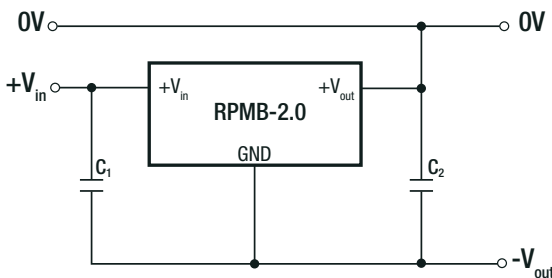 0V 0V
+Vin +Vin +Vout
RPMB-2.0
GND
C1 C2
-Vout